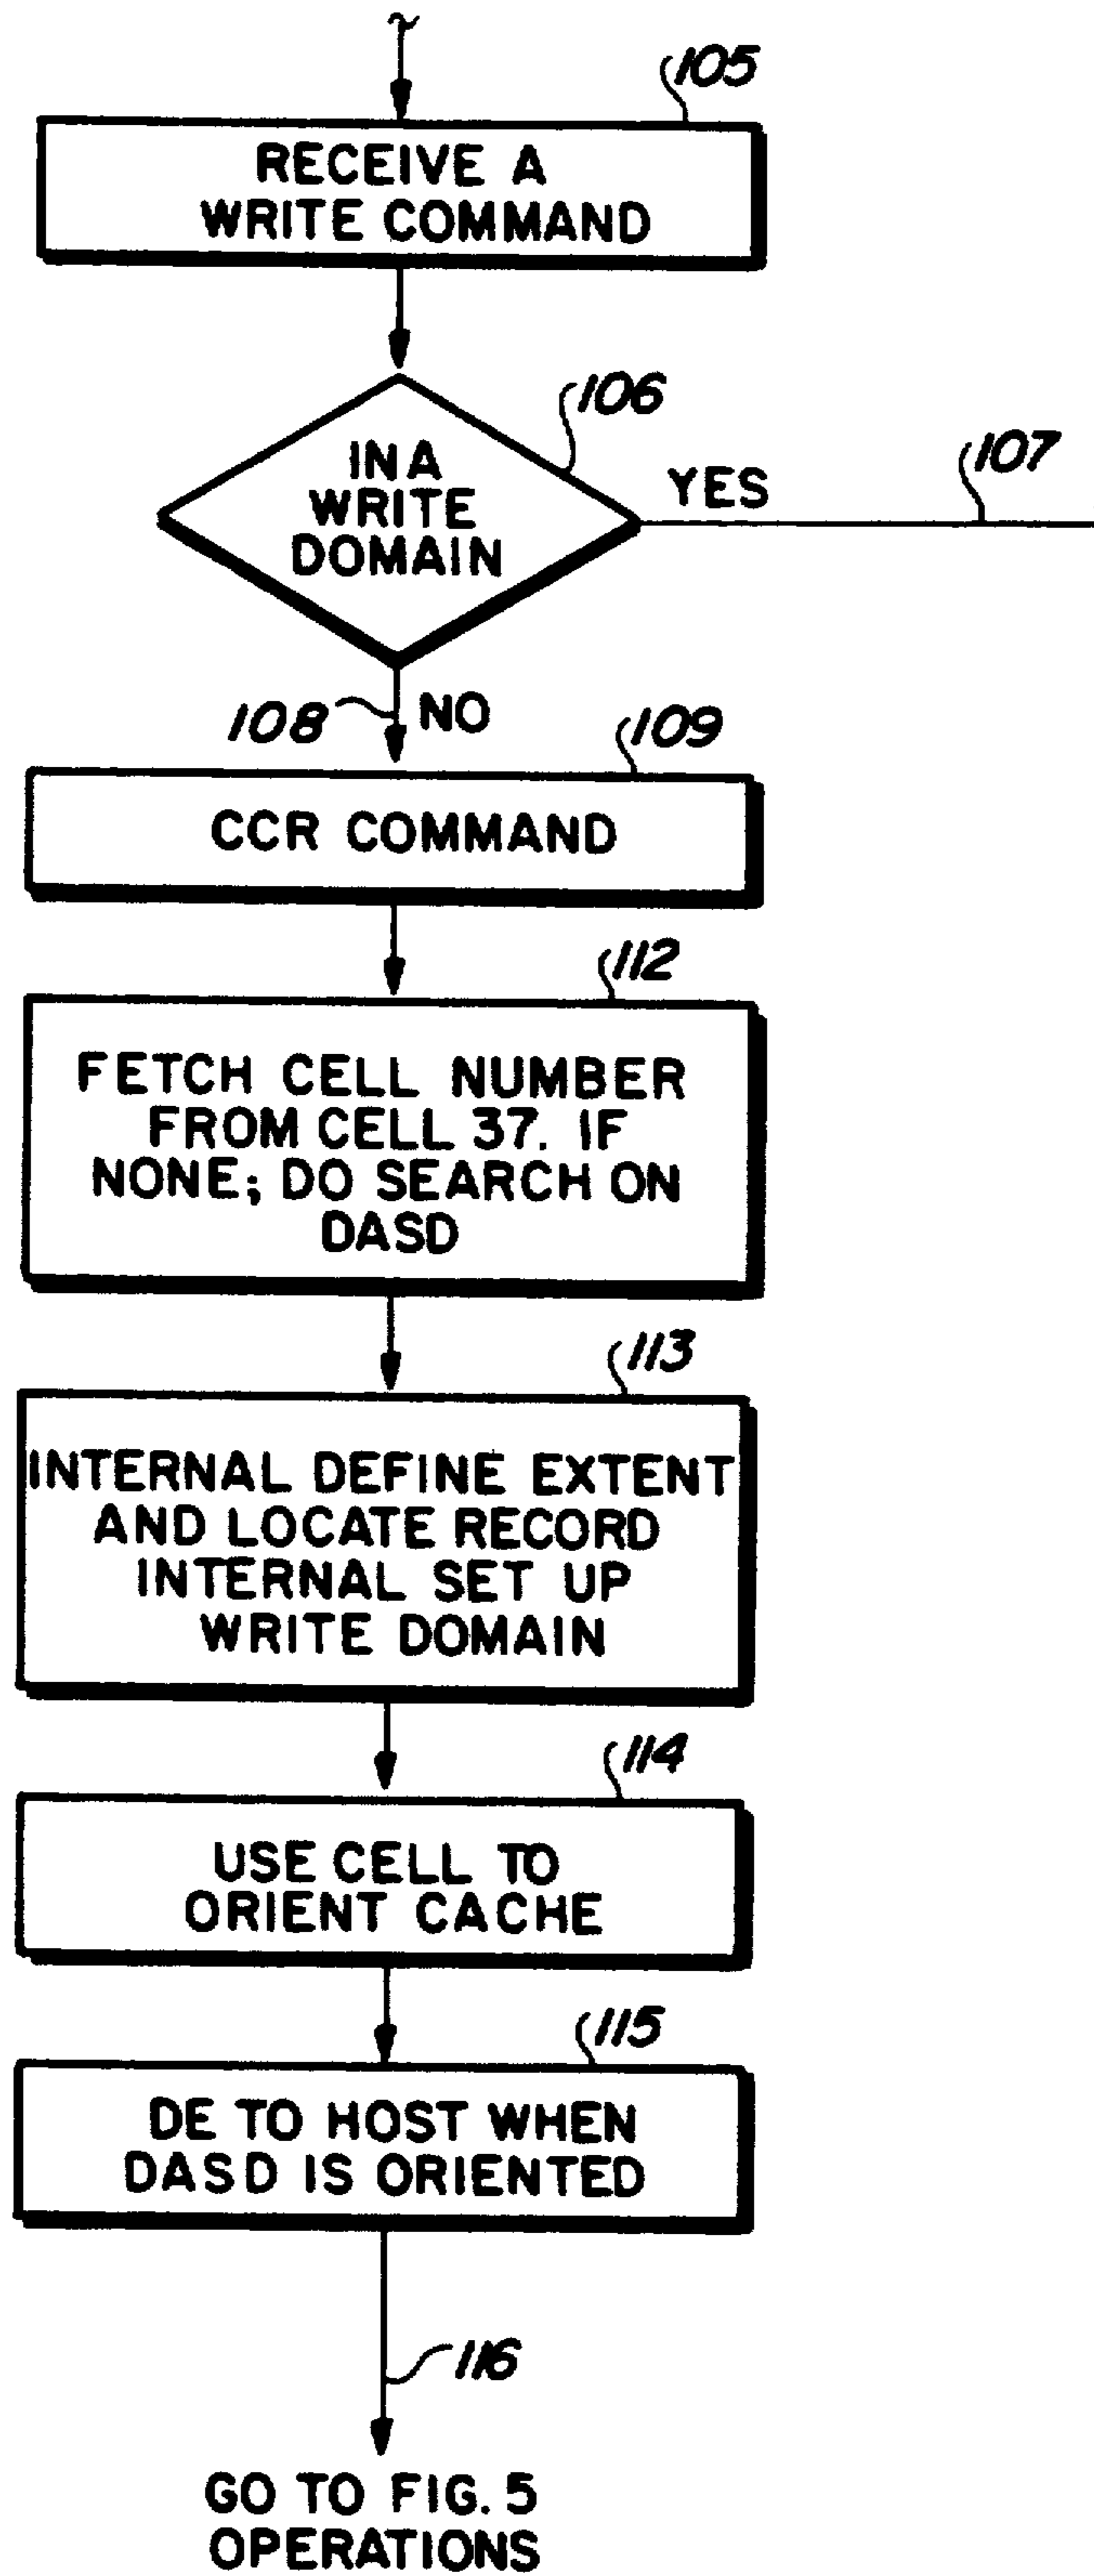 105
RECEIVE A
WRITE COMMAND
106
IN A
WRITE
DOMAIN
YES
107
108
NO
109
CCR COMMAND
112
FETCH CELL NUMBER
FROM CELL 37. IF
NONE; DO SEARCH ON
DASD
113
INTERNAL DEFINE EXTENT
AND LOCATE RECORD
INTERNAL SET UP
WRITE DOMAIN
114
USE CELL TO
ORIENT CACHE
115
DE TO HOST WHEN
DASD IS ORIENTED
116
GO TO FIG. 5
OPERATIONS